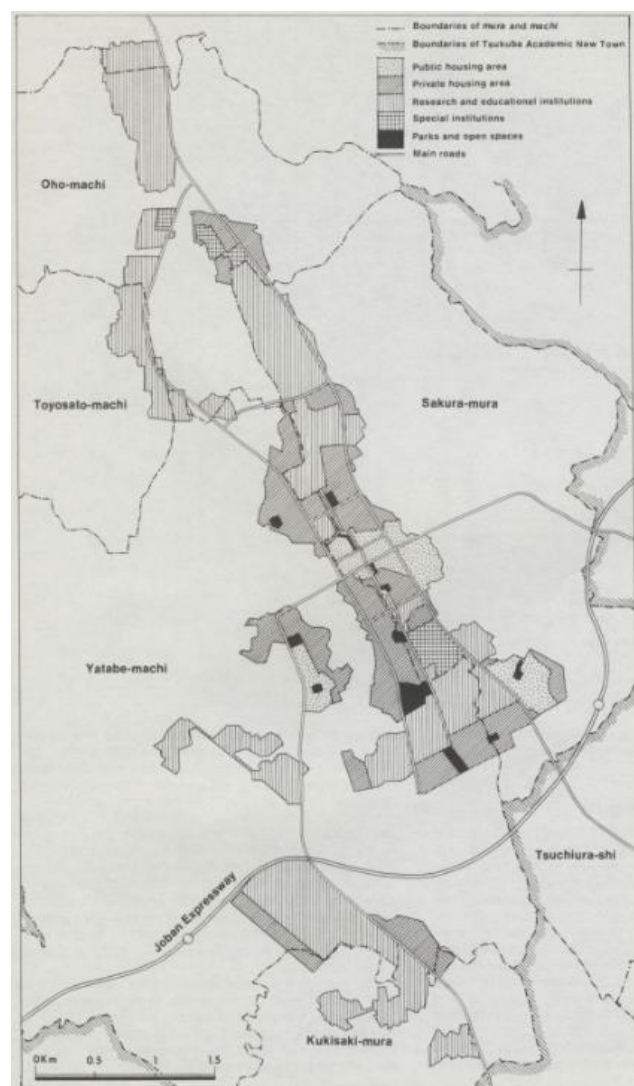 Boundaries of mura and machi
Boundaries of Tsukuba Academic New Town
Public housing area
Private housing area
Research and educational institutions
Special institutions
Parks and open spaces
Main roads
Oho-machi
Toyosato-machi
Sakura-mura
Yatabe-machi
Tsuchiura-shi
Joban Expressway
Kukisaki-mura
0Km 0.5 1 1.5